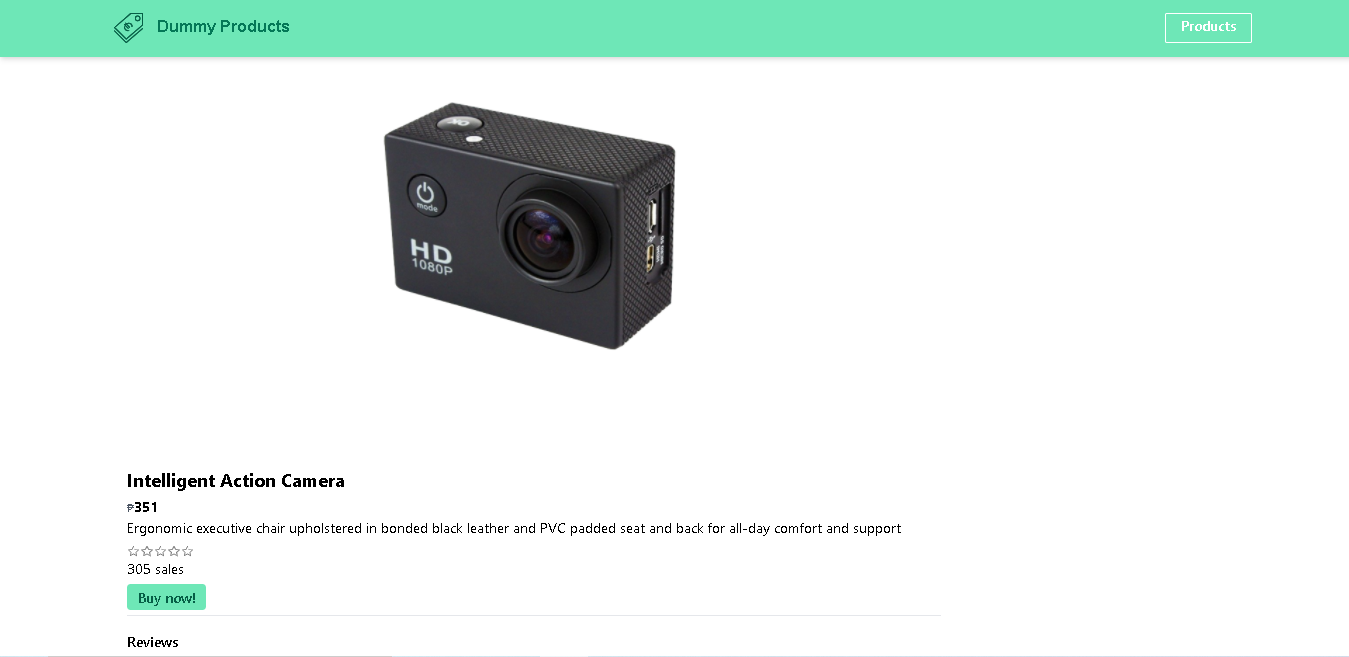 Dummy Products
Products
OK
mode
HD
1080P
Intelligent Action Camera
₱351
Ergonomic executive chair upholstered in bonded black leather and PVC padded seat and back for all-day comfort and support
305 sales
Buy now!
Reviews